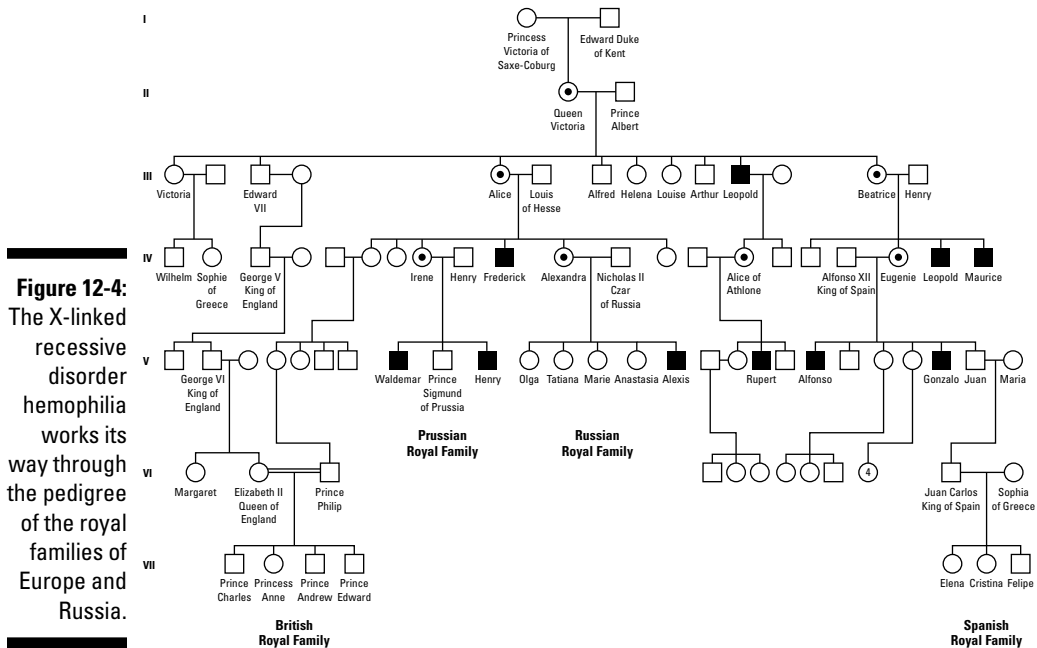 Figure 12-4:
The X-linked
recessive
disorder
hemophilia
works its
way through
the pedigree
of the royal
families of
Europe and
Russia.
I
Princess
Victoria of
Saxe-Coburg
Edward Duke
of Kent
II
Queen
Victoria
Prince
Albert
III
Victoria
Edward
VII
Alice
Louis
of Hesse
Alfred
Helena
Louise
Arthur
Leopold
Beatrice
Henry
IV
Wilhelm
Sophie
of
Greece
George V
King of
England
Irene
Henry
Frederick
Alexandra
Nicholas II
Czar
of Russia
Alice of
Athlone
Alfonso XII
King of Spain
Eugenie
Leopold
Maurice
V
George VI
King of
England
Waldemar
Prince
Sigmund
of Prussia
Henry
Olga
Tatiana
Marie
Anastasia
Alexis
Rupert
Alfonso
Gonzalo
Juan
Maria
Prussian
Royal Family
Russian
Royal Family
VI
Margaret
Elizabeth II
Queen of
England
Prince
Philip
4
Juan Carlos
King of Spain
Sophia
of Greece
VII
Prince
Charles
Princess
Anne
Prince
Andrew
Prince
Edward
Elena
Cristina
Felipe
British
Royal Family
Spanish
Royal Family